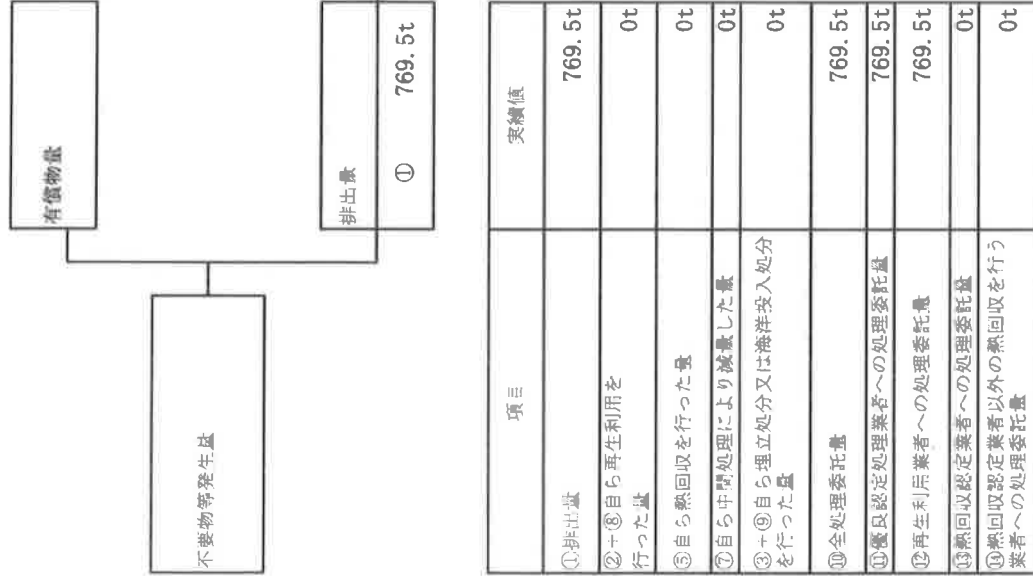 有償物量
不要物等発生量
排出量
① 769.5t
項目 実績値
①排出量 769.5t
②+⑧自ら再生利用を
行った量 0t
⑤自ら熱回収を行った量 0t
⑦自ら中間処理により減量した量 0t
③+⑨自ら埋立処分又は海洋投入処分
を行った量 0t
⑩全処理委託量 769.5t
⑪優良認定処理業者への処理委託量 769.5t
⑫再生利用業者への処理委託量 769.5t
⑬熱回収認定業者への処理委託量 0t
⑭熱回収認定業者以外の熱回収を行う
業者への処理委託量 0t